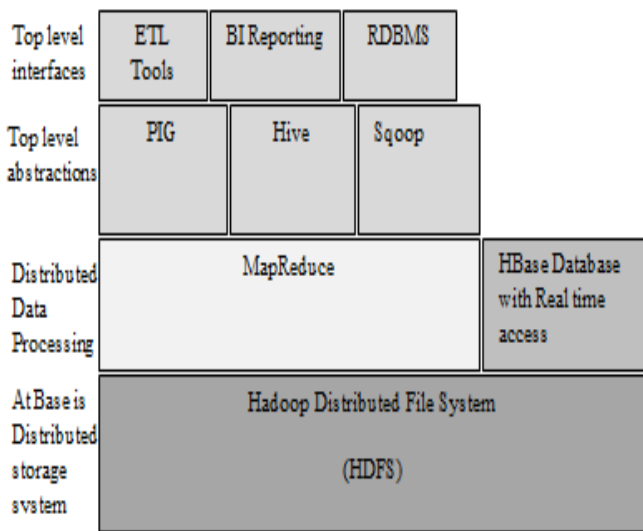 Top level
interfaces
ETL
Tools
BI Reporting
RDBMS
Top level
abstractions
PIG
Hive
Sqoop
Distributed
Data
Processing
MapReduce
HBase Database
with Real time
access
At Base is
Distributed
storage
system
Hadoop Distributed File System
(HDFS)